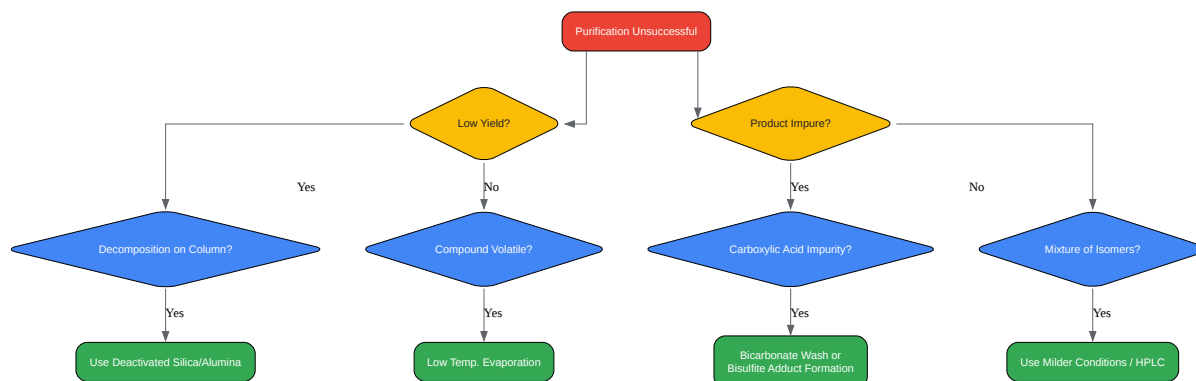 Purification Unsuccessful
Low Yield?
Product Impure?
Yes
No
Yes
No
Decomposition on Column?
Compound Volatile?
Carboxylic Acid Impurity?
Mixture of Isomers?
Yes
Yes
Yes
Yes
Use Deactivated Silica/Alumina
Low Temp. Evaporation
Bicarbonate Wash or
Bisulfite Adduct Formation
Use Milder Conditions / HPLC